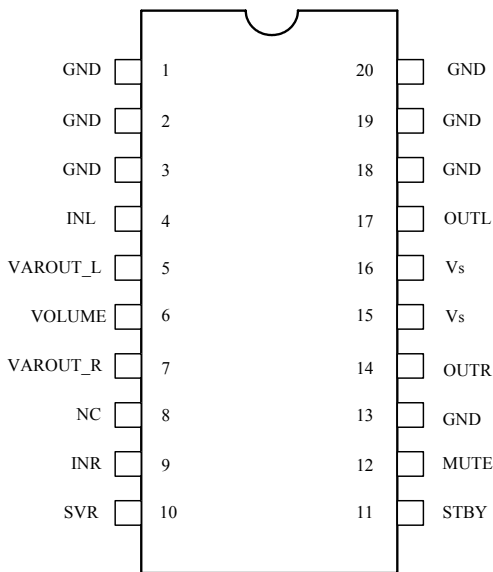 GND 1 20 GND
GND 2 19 GND
GND 3 18 GND
INL 4 17 OUTL
VAROUT_L 5 16 Vs
VOLUME 6 15 Vs
VAROUT_R 7 14 OUTR
NC 8 13 GND
INR 9 12 MUTE
SVR 10 11 STBY